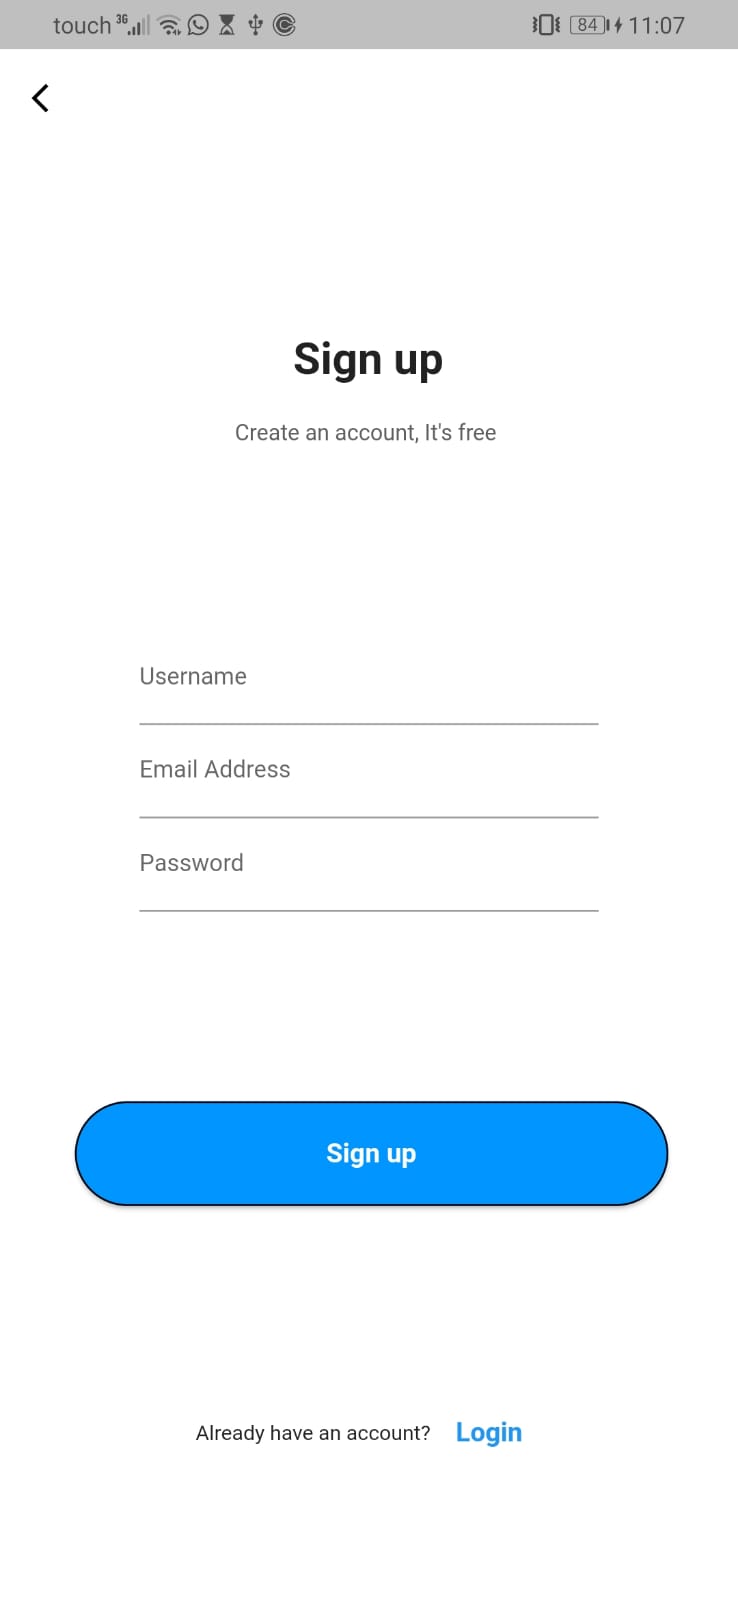 touch 3G 84 11:07
Sign up
Create an account, It's free
Username
Email Address
Password
Sign up
Already have an account? Login